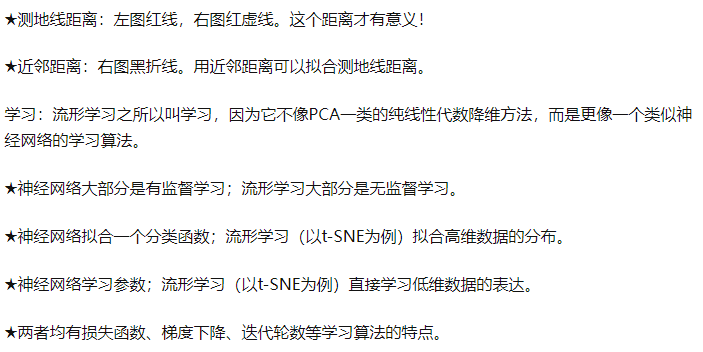 ★测地线距离：左图红线，右图红虚线。这个距离才有意义！
★近邻距离：右图黑折线。用近邻距离可以拟合测地线距离。
学习：流形学习之所以叫学习，因为它不像PCA一类的纯线性代数降维方法，而是更像一个类似神
经网络的学习算法。
★神经网络大部分是有监督学习；流形学习大部分是无监督学习。
★神经网络拟合一个分类函数；流形学习（以t-SNE为例）拟合高维数据的分布。
★神经网络学习参数；流形学习（以t-SNE为例）直接学习低维数据的表达。
★两者均有损失函数、梯度下降、迭代轮数等学习算法的特点。